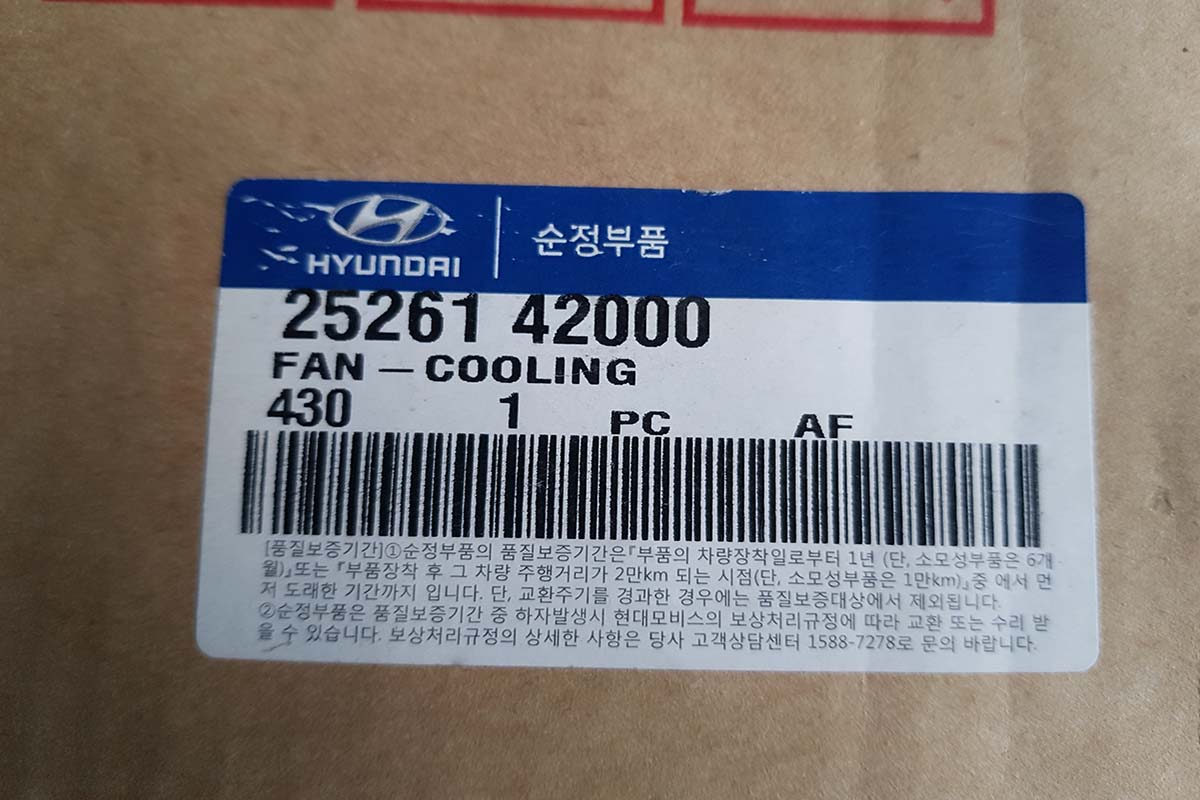 HYUNDAI
순정부품
25261 42000
FAN - COOLING
430 1 PC AF
[품질보증기간]①순정부품의 품질보증기간은『부품의 차량장착일로부터 1년 (단, 소모성부품은 6개
월)』또는 『부품장착 후 그 차량 주행거리가 2만km 되는 시점(단, 소모성부품은 1만km)』중 에서 먼
저 도래한 기간까지 입니다. 단, 교환주기를 경과한 경우에는 품질보증대상에서 제외됩니다.
②순정부품은 품질보증기간 중 하자발생시 현대모비스의 보상처리규정에 따라 교환 또는 수리 받
을 수 있습니다. 보상처리규정의 상세한 사항은 당사 고객상담센터 1588-7278로 문의 바랍니다.